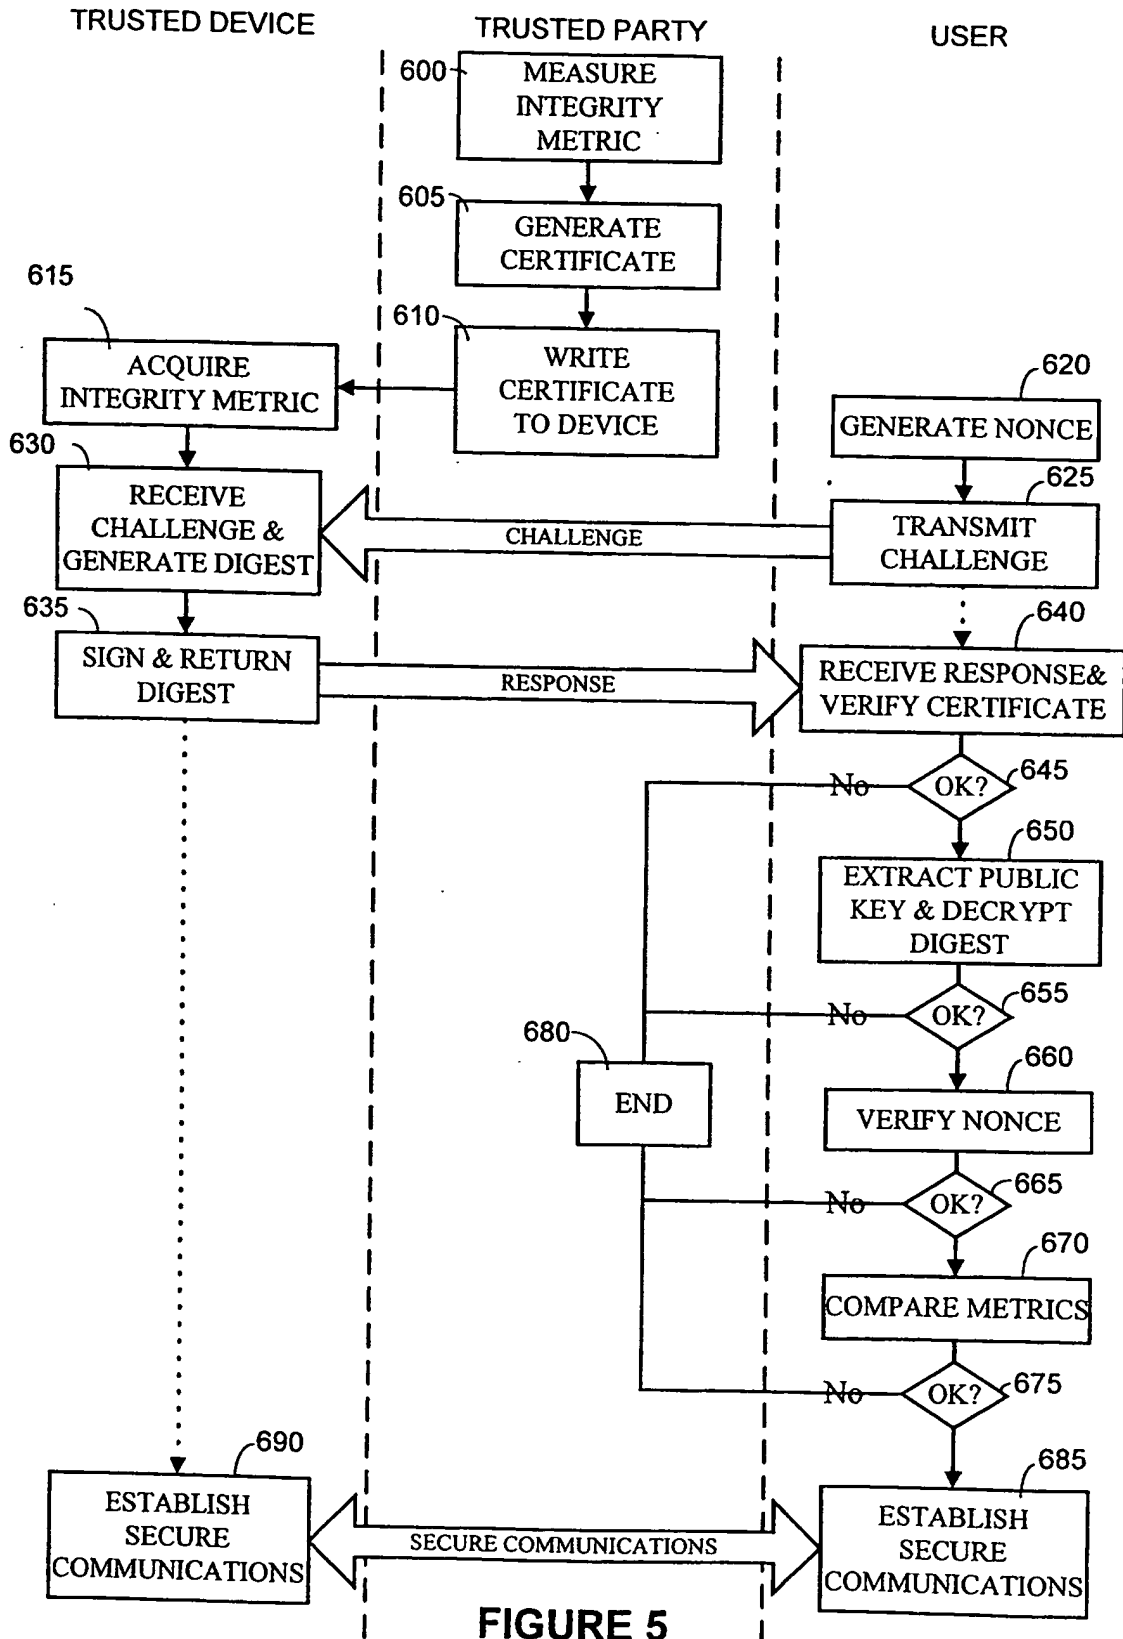 TRUSTED DEVICE
TRUSTED PARTY
USER
600
MEASURE
INTEGRITY
METRIC
605
GENERATE
CERTIFICATE
615
610
ACQUIRE
INTEGRITY METRIC
WRITE
CERTIFICATE
TO DEVICE
620
GENERATE NONCE
630
RECEIVE
CHALLENGE &
GENERATE DIGEST
CHALLENGE
625
TRANSMIT
CHALLENGE
635
SIGN & RETURN
DIGEST
RESPONSE
640
RECEIVE RESPONSE&
VERIFY CERTIFICATE
No
OK?
645
650
EXTRACT PUBLIC
KEY & DECRYPT
DIGEST
No
OK?
655
680
END
660
VERIFY NONCE
No
OK?
665
670
COMPARE METRICS
No
OK?
675
690
ESTABLISH
SECURE
COMMUNICATIONS
SECURE COMMUNICATIONS
685
ESTABLISH
SECURE
COMMUNICATIONS
FIGURE 5